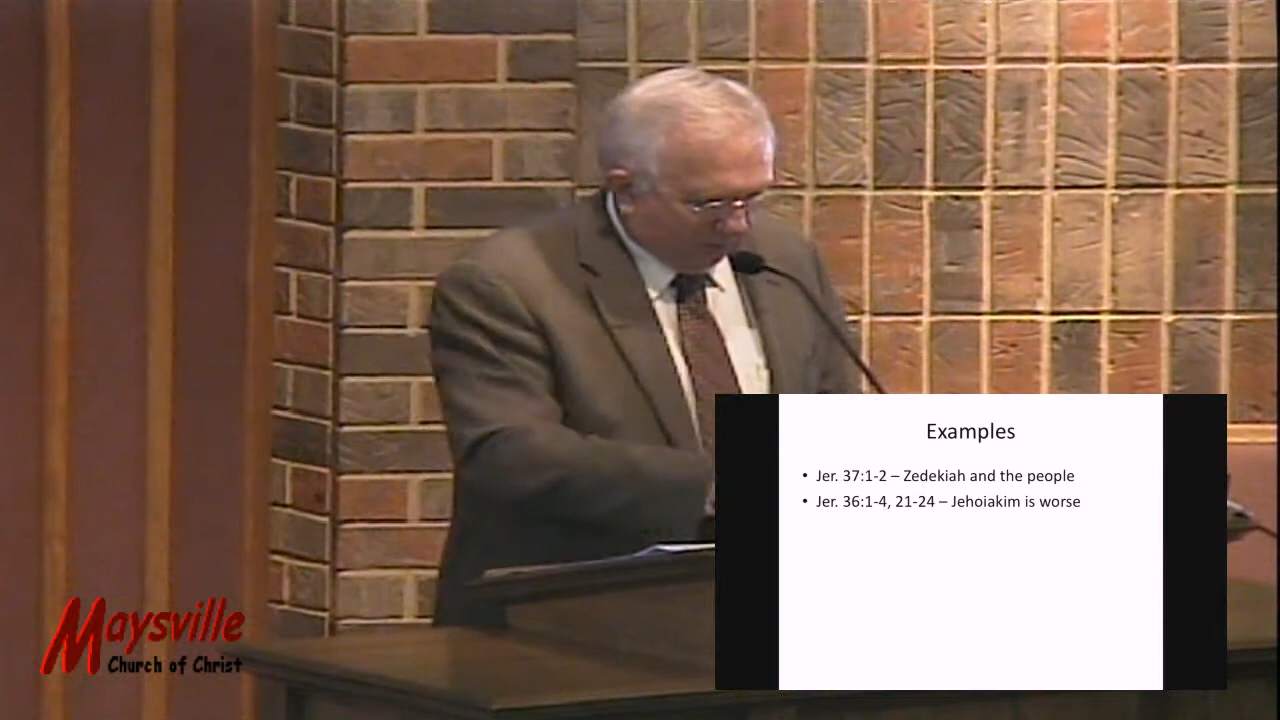 Examples
• Jer. 37:1-2 – Zedekiah and the people
• Jer. 36:1-4, 21-24 – Jehoiakim is worse
Maysville
Church of Christ